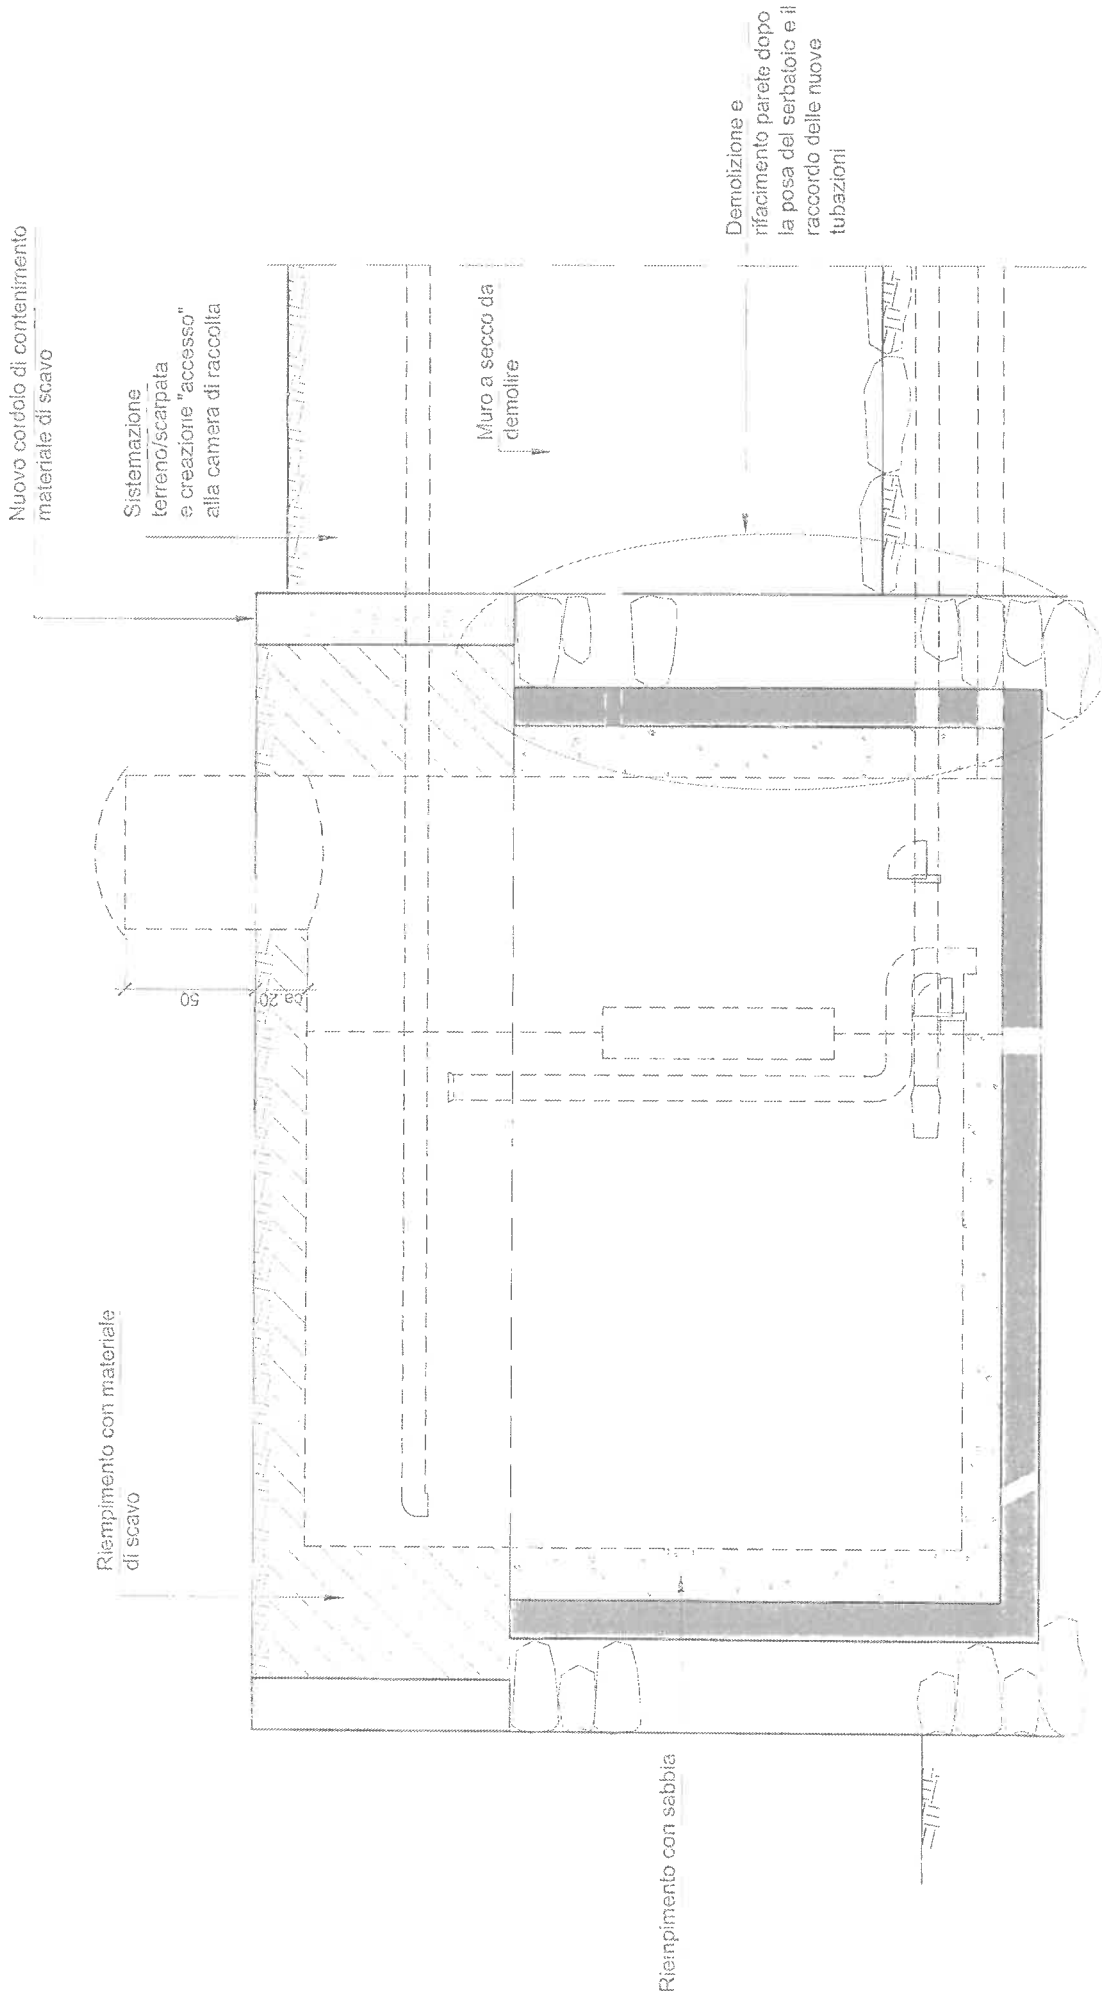 Nuovo cordolo di contenimento
materiale di scavo
Sistemazione
terreno/scarpata
e creazione "accesso"
alla camera di raccolta
Riempimento con materiale
di scavo
50
ca.20
Muro a secco da
demolire
Demolizione e
rifacimento parete dopo
la posa del serbatoio e il
raccordo delle nuove
tubazioni
Riempimento con sabbia